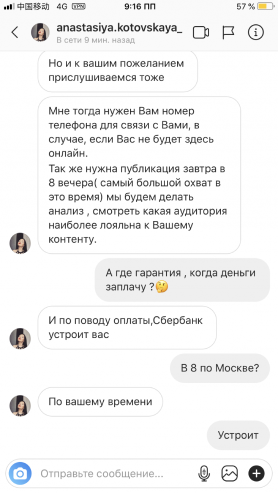 中国移动 4G VPN 9:16 ПП 57 %
anastasiya.kotovskaya_
В сети 9 мин. назад
Но и к вашим пожеланием
прислушиваемся тоже
Мне тогда нужен Вам номер
телефона для связи с Вами, в
случае, если Вас не будет здесь
онлайн.
Так же нужна публикация завтра в
8 вечера( самый большой охват в
это время) мы будем делать
анализ , смотреть какая аудитория
наиболее лояльна к Вашему
контенту.
А где гарантия , когда деньги
заплачу ?🤔
И по поводу оплаты,Сбербанк
устроит вас
В 8 по Москве?
По вашему времени
Устроит
Отправьте сообщение...